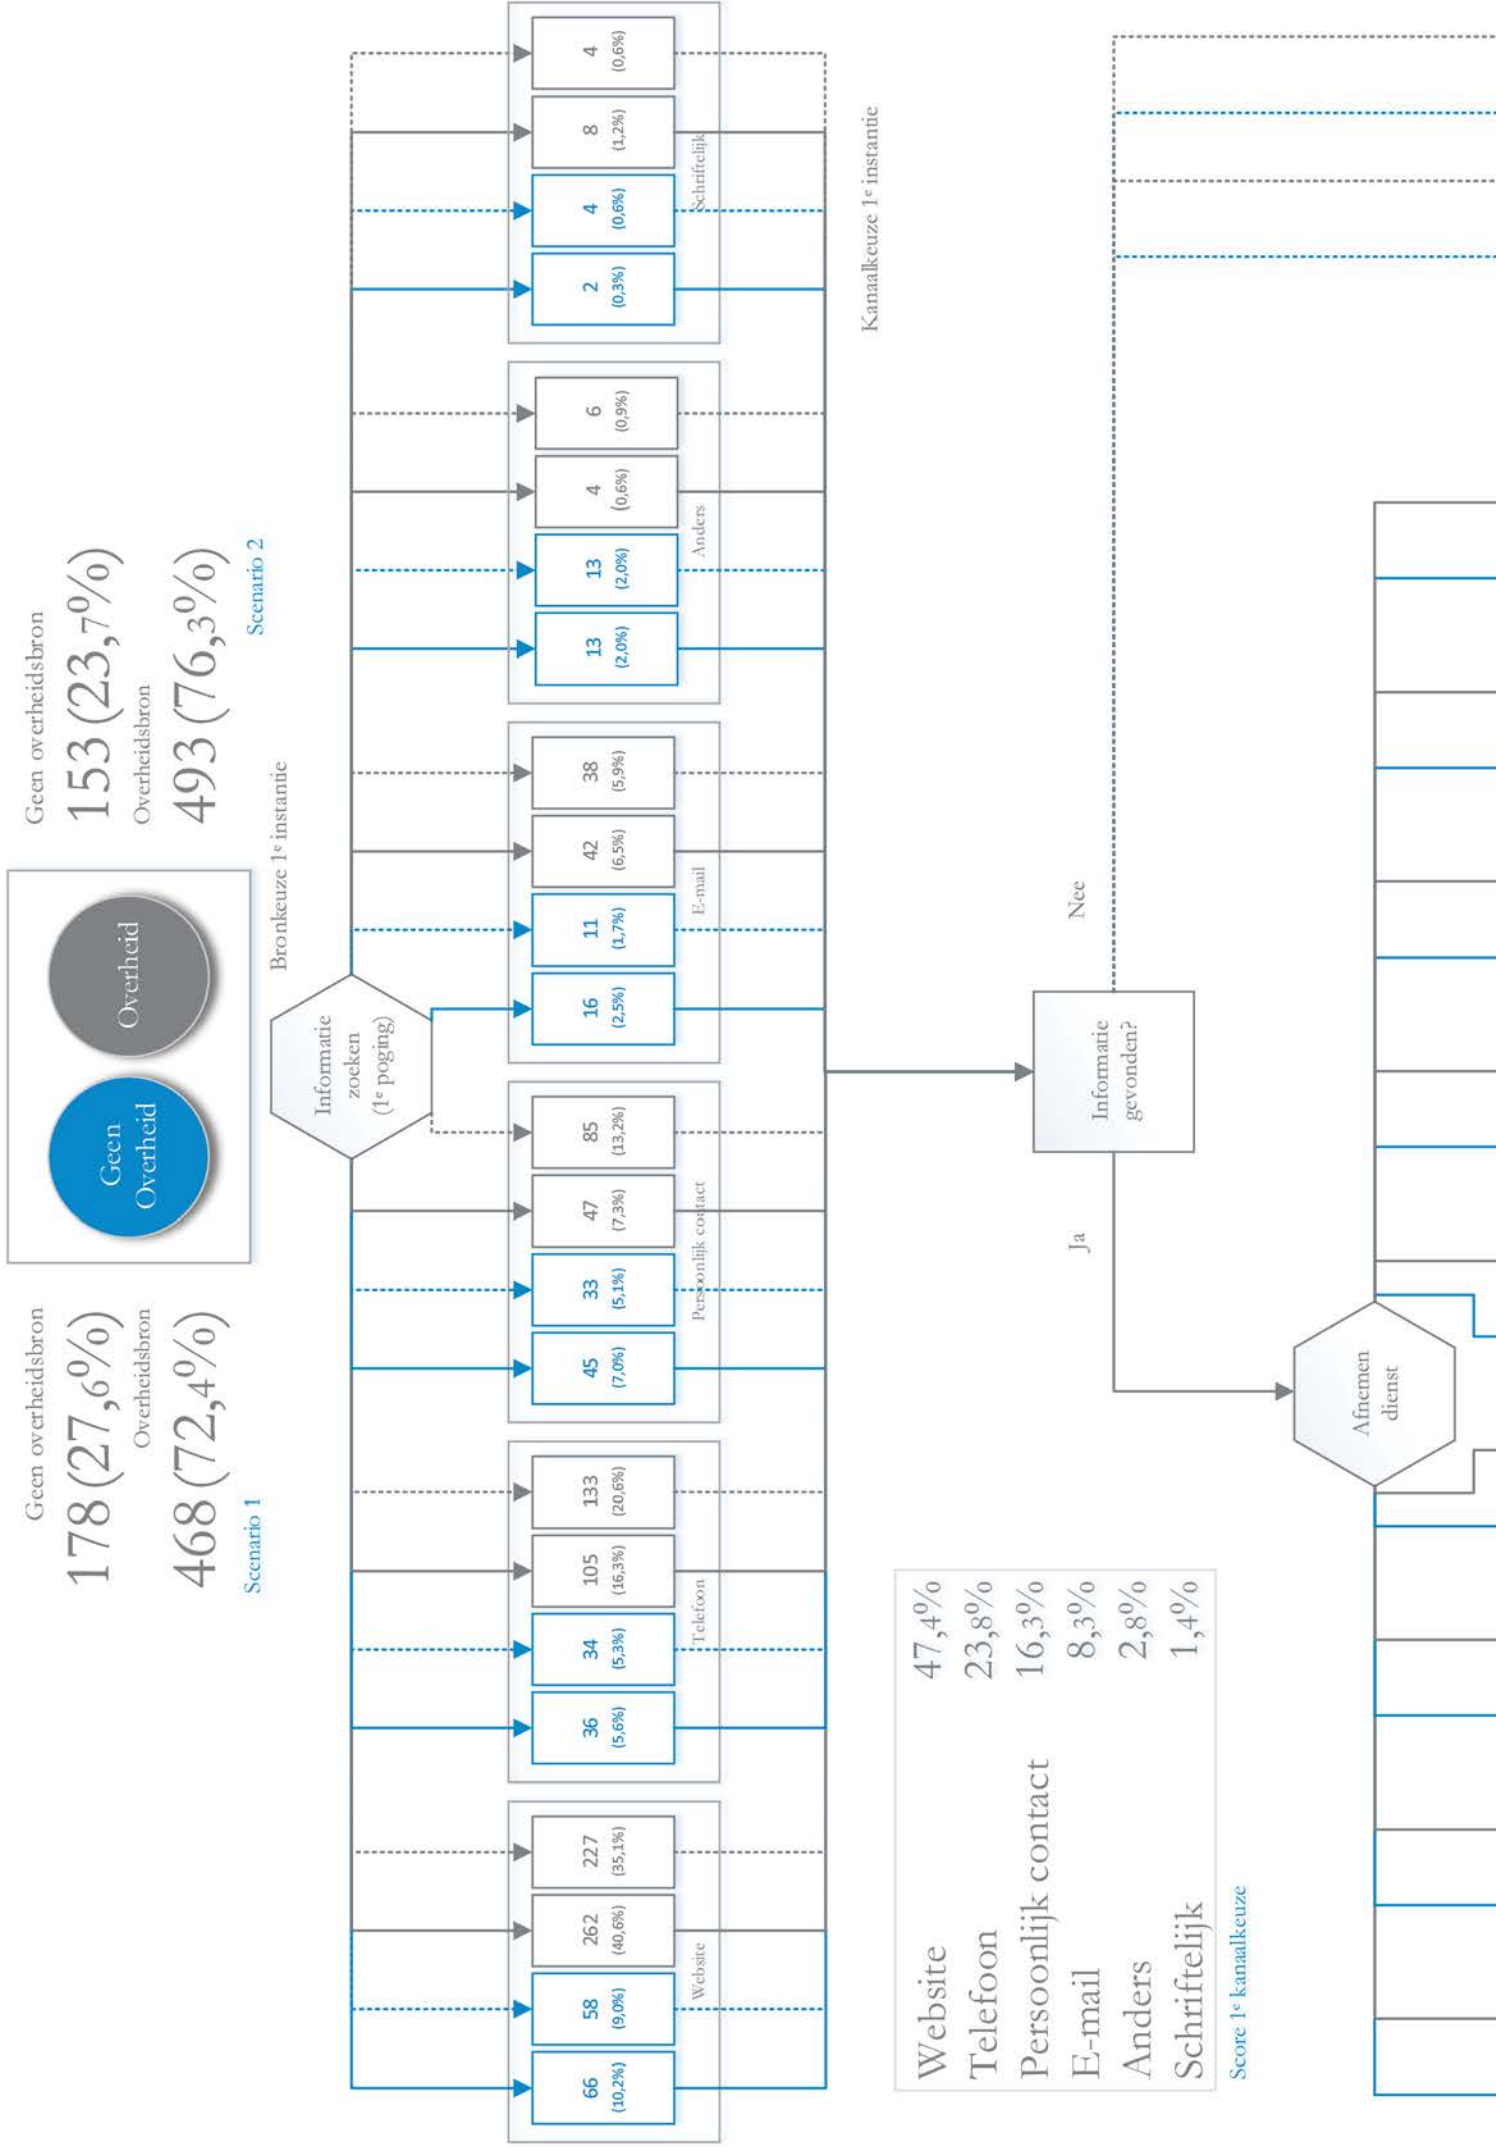 Geen overheidsbron
178 (27,6%)
Overheidsbron
468 (72,4%)
Scenario 1
Geen
Overheid
Overheid
Geen overheidsbron
153 (23,7%)
Overheidsbron
493 (76,3%)
Scenario 2
Bronkeuze 1e instantie
Informatie
zoeken
(1e poging)
66
(10,2%)
58
(9,0%)
262
(40,6%)
227
(35,1%)
Website
36
(5,6%)
34
(5,3%)
105
(16,3%)
133
(20,6%)
Telefoon
45
(7,0%)
33
(5,1%)
47
(7,3%)
85
(13,2%)
Persoonlijk contact
16
(2,5%)
11
(1,7%)
42
(6,5%)
38
(5,9%)
E-mail
13
(2,0%)
13
(2,0%)
4
(0,6%)
6
(0,9%)
Anders
2
(0,3%)
4
(0,6%)
8
(1,2%)
4
(0,6%)
Schriftelijk
Kanaalkeuze 1e instantie
Website 47,4%
Telefoon 23,8%
Persoonlijk contact 16,3%
E-mail 8,3%
Anders 2,8%
Schriftelijk 1,4%
Score 1e kanaalkeuze
Informatie
gevonden?
Ja
Nee
Afnemen
dienst